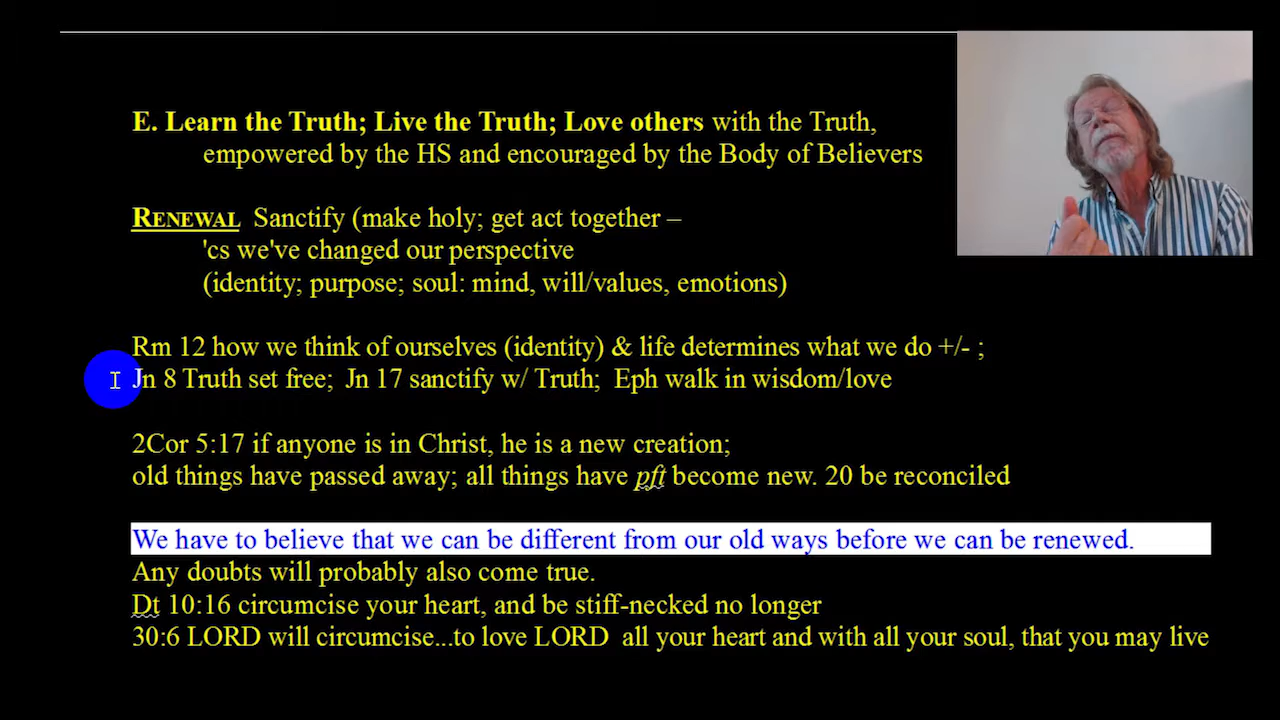 E. Learn the Truth; Live the Truth; Love others with the Truth,
empowered by the HS and encouraged by the Body of Believers
RENEWAL Sanctify (make holy; get act together –
'cs we've changed our perspective
(identity; purpose; soul: mind, will/values, emotions)
Rm 12 how we think of ourselves (identity) & life determines what we do +/- ;
Jn 8 Truth set free; Jn 17 sanctify w/ Truth; Eph walk in wisdom/love
2Cor 5:17 if anyone is in Christ, he is a new creation;
old things have passed away; all things have pft become new. 20 be reconciled
We have to believe that we can be different from our old ways before we can be renewed.
Any doubts will probably also come true.
Dt 10:16 circumcise your heart, and be stiff-necked no longer
30:6 LORD will circumcise...to love LORD all your heart and with all your soul, that you may live